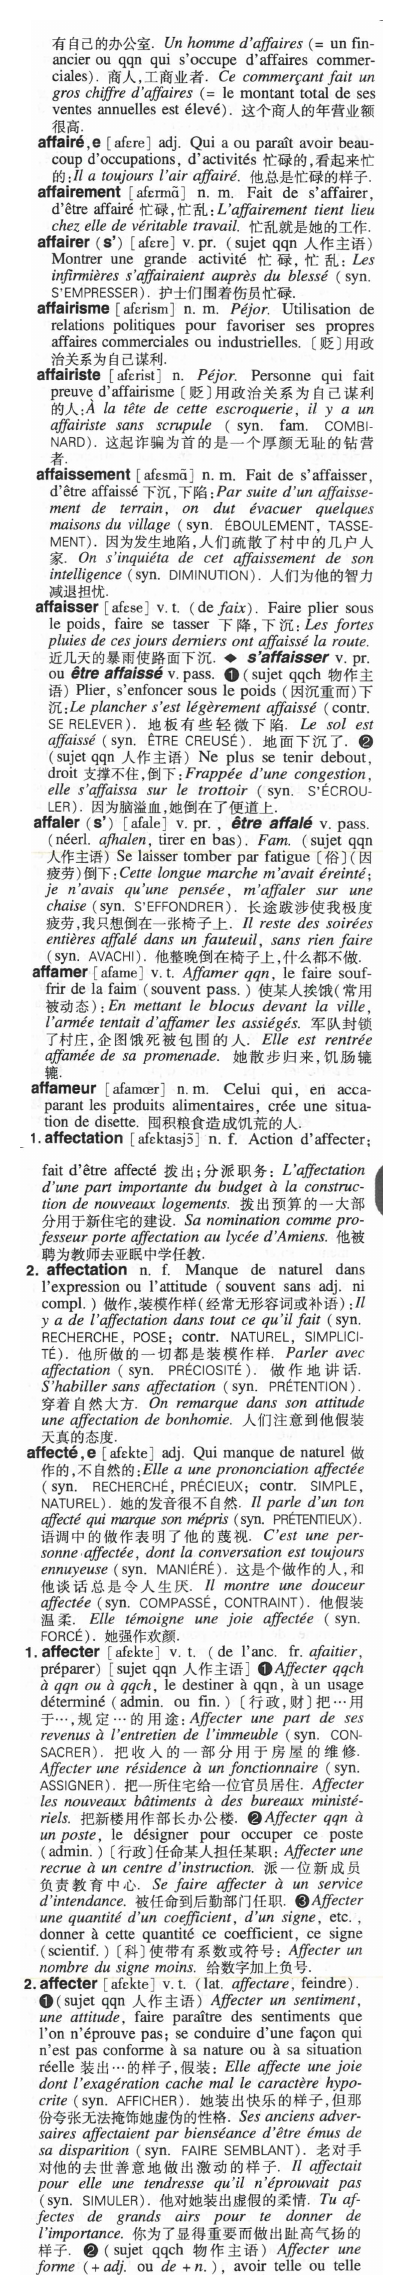 有自己的办公室. Un homme d'affaires (= un fin-
ancier ou qqn qui s'occupe d'affaires commer-
ciales). 商人,工商业者. Ce commerçant fait un
gros chiffre d'affaires (= le montant total de ses
ventes annuelles est élevé). 这个商人的年营业额
很高.
affairé,e [afɛre] adj. Qui a ou paraît avoir beau-
coup d'occupations, d'activités 忙碌的,看起来忙
的:Il a toujours l'air affairé. 他总是忙碌的样子.
affairement [afɛrmɑ̃] n. m. Fait de s'affairer,
d'être affairé 忙碌,忙乱:L'affairement tient lieu
chez elle de véritable travail. 忙乱就是她的工作.
affairer (s') [afɛre] v. pr. (sujet qqn 人作主语)
Montrer une grande activité 忙碌,忙乱: Les
infirmières s'affairaient auprès du blessé (syn.
S'EMPRESSER). 护士们围着伤员忙碌.
affairisme [afɛrism] n. m. Péjor. Utilisation de
relations politiques pour favoriser ses propres
affaires commerciales ou industrielles. [贬]用政
治关系为自己谋利.
affairiste [afɛrist] n. Péjor. Personne qui fait
preuve d'affairisme [贬]用政治关系为自己谋利
的人:À la tête de cette escroquerie, il y a un
affairiste sans scrupule (syn. fam. COMBI-
NARD). 这起诈骗为首的是一个厚颜无耻的钻营
者.
affaissement [afɛsmɑ̃] n. m. Fait de s'affaisser,
d'être affaissé 下沉,下陷:Par suite d'un affaisse-
ment de terrain, on dut évacuer quelques
maisons du village (syn. ÉBOULEMENT, TASSE-
MENT). 因为发生地陷,人们疏散了村中的几户人
家. On s'inquiéta de cet affaissement de son
intelligence (syn. DIMINUTION). 人们为他的智力
减退担忧.
affaisser [afɛse] v. t. (de faix). Faire plier sous
le poids, faire se tasser 下降,下沉: Les fortes
pluies de ces jours derniers ont affaissé la route.
近几天的暴雨使路面下沉. ◆ s'affaisser v. pr.
ou être affaissé v. pass. ❶(sujet qqch 物作主
语) Plier, s'enfoncer sous le poids (因沉重而)下
沉:Le plancher s'est légèrement affaissé (contr.
SE RELEVER). 地板有些轻微下陷. Le sol est
affaissé (syn. ÊTRE CREUSÉ). 地面下沉了. ❷
(sujet qqn 人作主语) Ne plus se tenir debout,
droit 支撑不住,倒下:Frappée d'une congestion,
elle s'affaissa sur le trottoir (syn. S'ÉCROU-
LER). 因为脑溢血,她倒在了便道上.
affaler (s') [afale] v. pr., être affalé v. pass.
(néerl. afhalen, tirer en bas). Fam. (sujet qqn
人作主语) Se laisser tomber par fatigue [俗](因
疲劳)倒下:Cette longue marche m'avait éreinté;
je n'avais qu'une pensée, m'affaler sur une
chaise (syn. S'EFFONDRER). 长途跋涉使我极度
疲劳,我只想倒在一张椅子上. Il reste des soirées
entières affalé dans un fauteuil, sans rien faire
(syn. AVACHI). 他整晚倒在椅子上,什么都不做.
affamer [afame] v. t. Affamer qqn, le faire souf-
frir de la faim (souvent pass.) 使某人挨饿(常用
被动态):En mettant le blocus devant la ville,
l'armée tentait d'affamer les assiégés. 军队封锁
了村庄,企图饿死被包围的人. Elle est rentrée
affamée de sa promenade. 她散步归来,饥肠辘
辘.
affameur [afamœr] n. m. Celui qui, en acca-
parant les produits alimentaires, crée une situa-
tion de disette. 囤积粮食造成饥荒的人.
1. affectation [afɛktasjɔ̃] n. f. Action d'affecter;
fait d'être affecté 拨出;分派职务: L'affectation
d'une part importante du budget à la construc-
tion de nouveaux logements. 拨出预算的一大部
分用于新住宅的建设. Sa nomination comme pro-
fesseur porte affectation au lycée d'Amiens. 他被
聘为教师去亚眠中学任教.
2. affectation n. f. Manque de naturel dans
l'expression ou l'attitude (souvent sans adj. ni
compl.) 做作,装模作样(经常无形容词或补语):Il
y a de l'affectation dans tout ce qu'il fait (syn.
RECHERCHE, POSE; contr. NATUREL, SIMPLICI-
TÉ). 他所做的一切都是装模作样. Parler avec
affectation (syn. PRÉCIOSITÉ). 做作地讲话.
S'habiller sans affectation (syn. PRÉTENTION).
穿着自然大方. On remarque dans son attitude
une affectation de bonhomie. 人们注意到他假装
天真的态度.
affecté,e [afɛkte] adj. Qui manque de naturel 做
作的,不自然的:Elle a une prononciation affectée
(syn. RECHERCHÉ, PRÉCIEUX; contr. SIMPLE,
NATUREL). 她的发音很不自然. Il parle d'un ton
affecté qui marque son mépris (syn. PRÉTENTIEUX).
语调中的做作表明了他的蔑视. C'est une per-
sonne affectée, dont la conversation est toujours
ennuyeuse (syn. MANIÉRÉ). 这是个做作的人,和
他谈话总是令人生厌. Il montre une douceur
affectée (syn. COMPASSÉ, CONTRAINT). 他假装
温柔. Elle témoigne une joie affectée (syn.
FORCÉ). 她强作欢颜.
1. affecter [afɛkte] v. t. (de l'anc. fr. afaitier,
préparer) [sujet qqn 人作主语] ❶Affecter qqch
à qqn ou à qqch, le destiner à qqn, à un usage
déterminé (admin. ou fin.) [行政,财]把…用
于…,规定…的用途: Affecter une part de ses
revenus à l'entretien de l'immeuble (syn. CON-
SACRER). 把收入的一部分用于房屋的维修.
Affecter une résidence à un fonctionnaire (syn.
ASSIGNER). 把一所住宅给一位官员居住. Affecter
les nouveaux bâtiments à des bureaux ministé-
riels. 把新楼用作部长办公楼. ❷Affecter qqn à
un poste, le désigner pour occuper ce poste
(admin.) [行政]任命某人担任某职: Affecter une
recrue à un centre d'instruction. 派一位新成员
负责教育中心. Se faire affecter à un service
d'intendance. 被任命到后勤部门任职. ❸Affecter
une quantité d'un coefficient, d'un signe, etc.,
donner à cette quantité ce coefficient, ce signe
(scientif.) [科]使带有系数或符号: Affecter un
nombre du signe moins. 给数字加上负号.
2. affecter [afɛkte] v. t. (lat. affectare, feindre).
❶(sujet qqn 人作主语) Affecter un sentiment,
une attitude, faire paraître des sentiments que
l'on n'éprouve pas; se conduire d'une façon qui
n'est pas conforme à sa nature ou à sa situation
réelle 装出…的样子,假装: Elle affecte une joie
dont l'exagération cache mal le caractère hypo-
crite (syn. AFFICHER). 她装出快乐的样子,但那
份夸张无法掩饰她虚伪的性格. Ses anciens adver-
saires affectaient par bienséance d'être émus de
sa disparition (syn. FAIRE SEMBLANT). 老对手
对他的去世善意地做出激动的样子. Il affectait
pour elle une tendresse qu'il n'éprouvait pas
(syn. SIMULER). 他对她装出虚假的柔情. Tu af-
fectes de grands airs pour te donner de
l'importance. 你为了显得重要而做出趾高气扬的
样子. ❷(sujet qqch 物作主语) Affecter une
forme (+ adj. ou de + n.), avoir telle ou telle